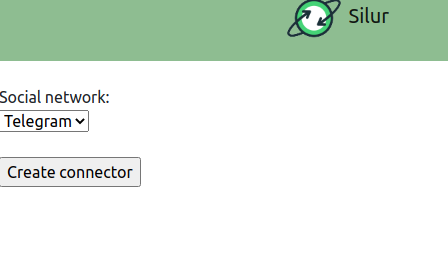 Silur
Social network:
Telegram
Create connector